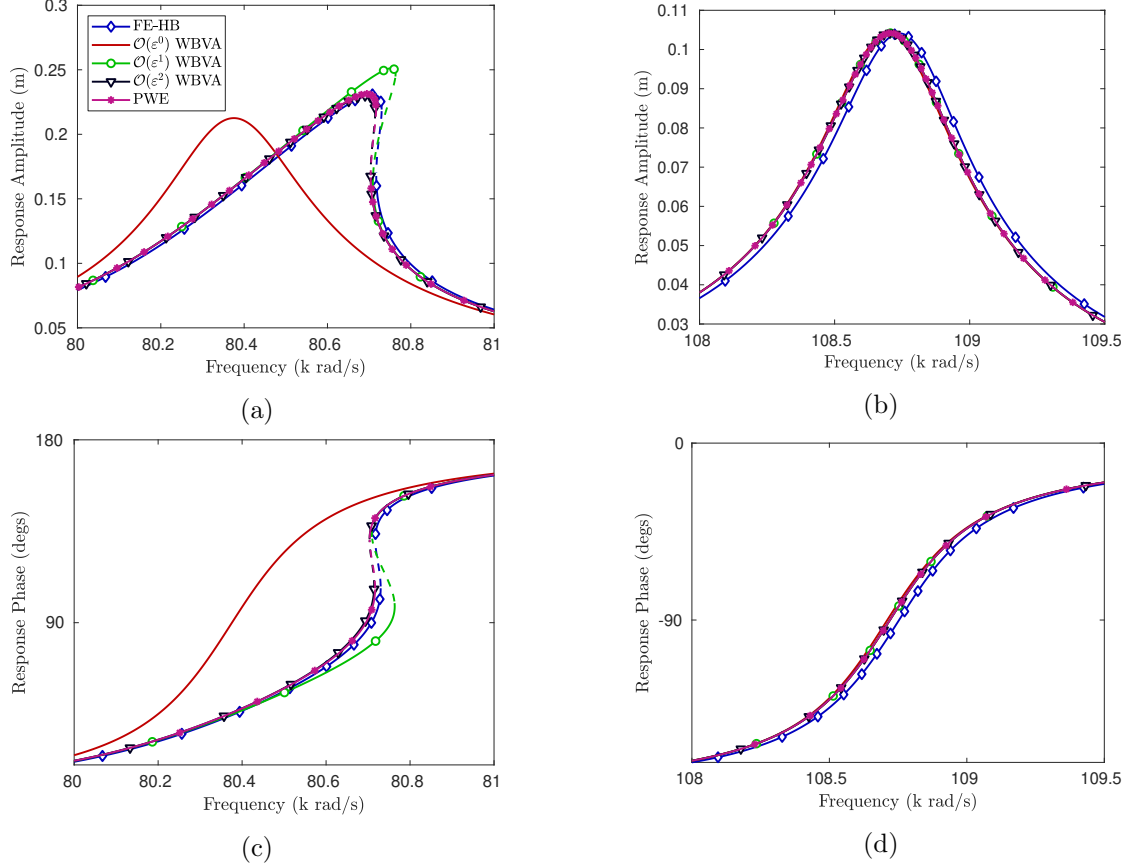 0.3
0.25
0.2
0.15
0.1
0.05
Response Amplitude (m)
FE-HB
𝒪(ε⁰) WBVA
𝒪(ε¹) WBVA
𝒪(ε²) WBVA
PWE
80 80.2 80.4 80.6 80.8 81
Frequency (k rad/s)
(a)
0.11
0.1
0.09
0.08
0.07
0.06
0.05
0.04
0.03
Response Amplitude (m)
108 108.5 109 109.5
Frequency (k rad/s)
(b)
180
90
Response Phase (degs)
80 80.2 80.4 80.6 80.8 81
Frequency (k rad/s)
(c)
0
-90
Response Phase (degs)
108 108.5 109 109.5
Frequency (k rad/s)
(d)